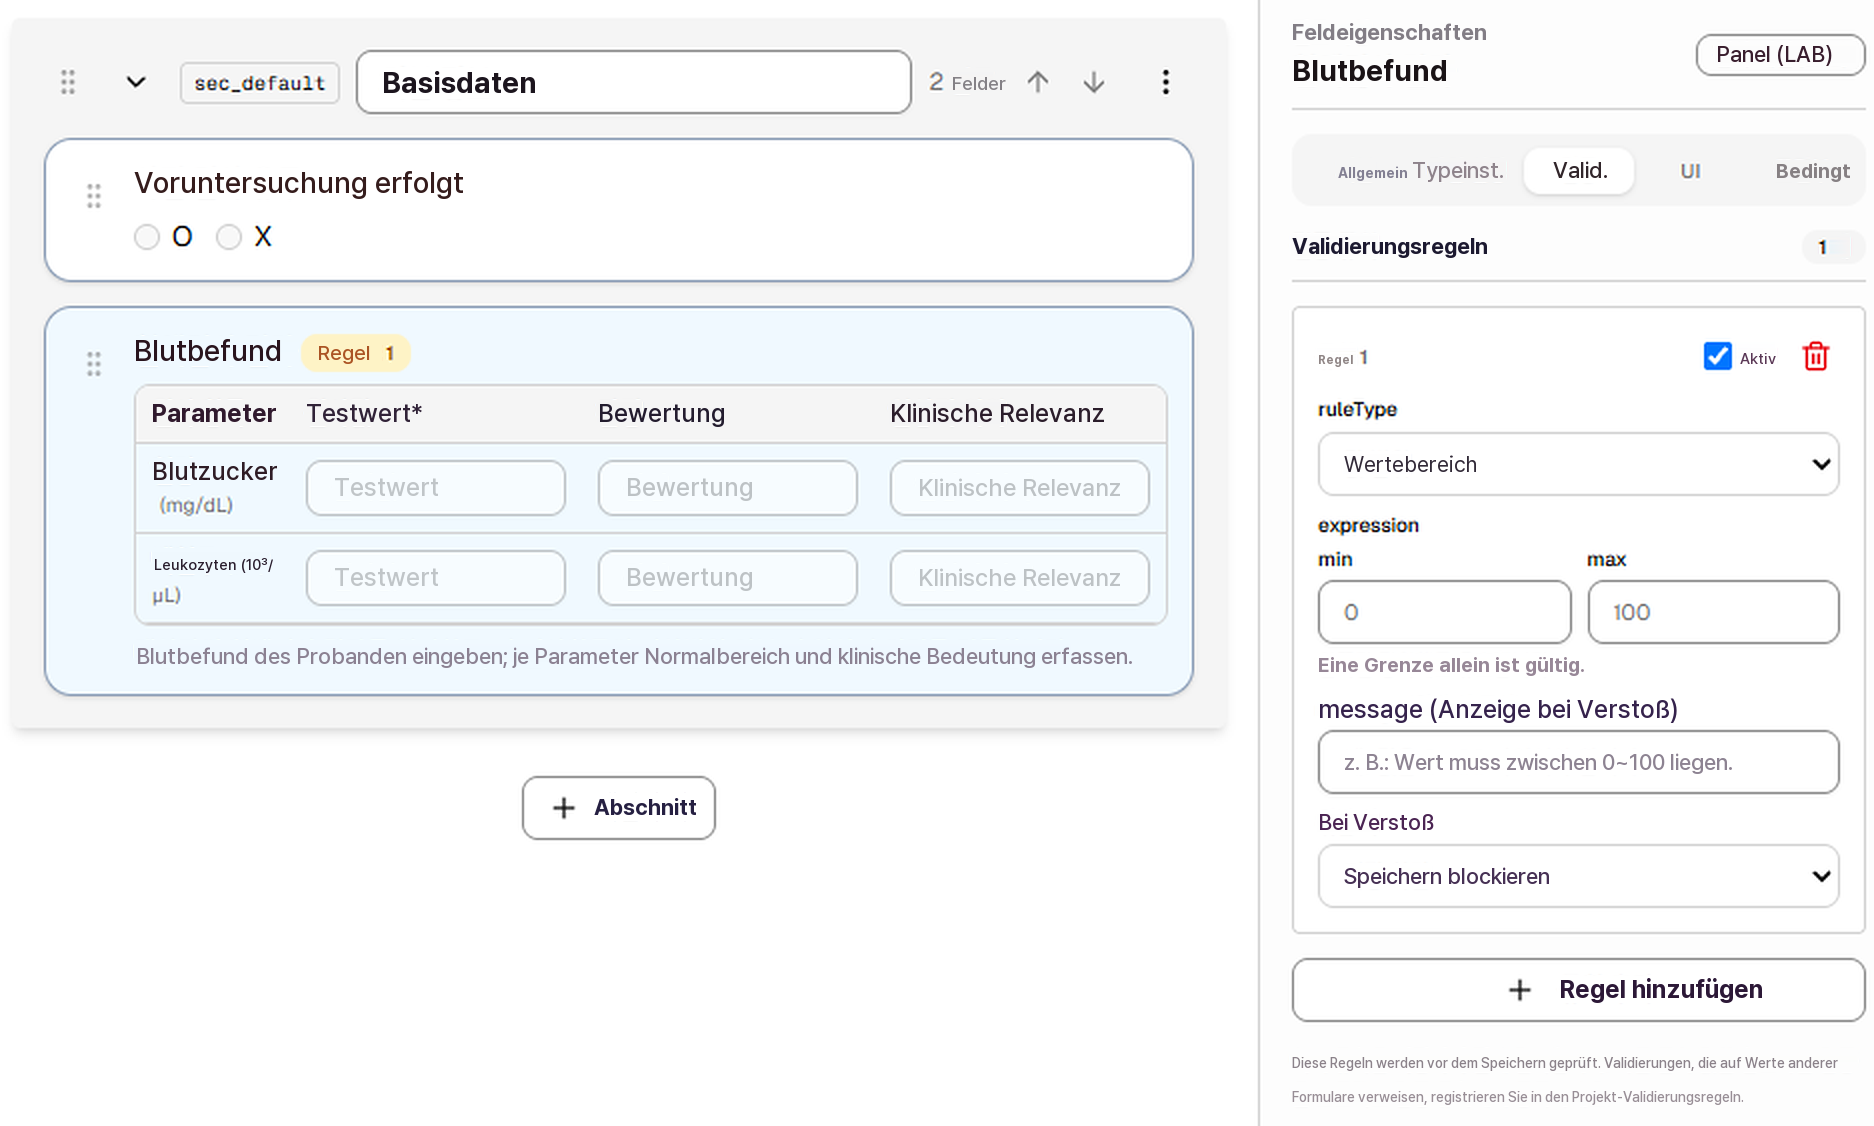 sec_default
Basisdaten
2 Felder
Voruntersuchung erfolgt
O X
Blutbefund Regel 1
Parameter Testwert* Bewertung Klinische Relevanz
Blutzucker
(mg/dL)
Testwert Bewertung Klinische Relevanz
Leukozyten (10³/
µL)
Testwert Bewertung Klinische Relevanz
Blutbefund des Probanden eingeben; je Parameter Normalbereich und klinische Bedeutung erfassen.
Abschnitt
Feldeigenschaften
Blutbefund
Panel (LAB)
Allgemein Typeinst. Valid. UI Bedingt
Validierungsregeln 1
Regel 1 Aktiv
ruleType
Wertebereich
expression
min max
0 100
Eine Grenze allein ist gültig.
message (Anzeige bei Verstoß)
z. B.: Wert muss zwischen 0~100 liegen.
Bei Verstoß
Speichern blockieren
Regel hinzufügen
Diese Regeln werden vor dem Speichern geprüft. Validierungen, die auf Werte anderer
Formulare verweisen, registrieren Sie in den Projekt-Validierungsregeln.